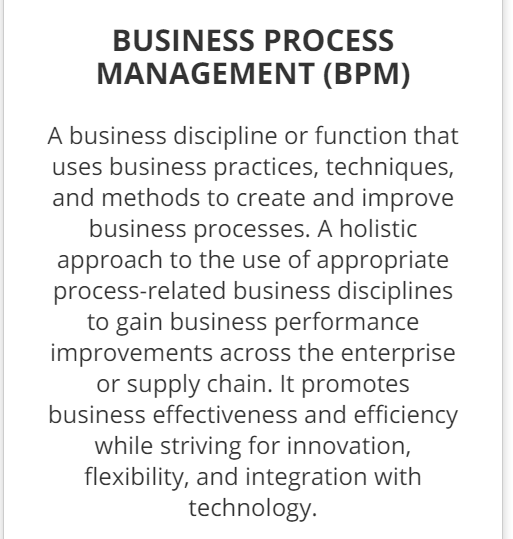 BUSINESS PROCESS
MANAGEMENT (BPM)
A business discipline or function that
uses business practices, techniques,
and methods to create and improve
business processes. A holistic
approach to the use of appropriate
process-related business disciplines
to gain business performance
improvements across the enterprise
or supply chain. It promotes
business effectiveness and efficiency
while striving for innovation,
flexibility, and integration with
technology.